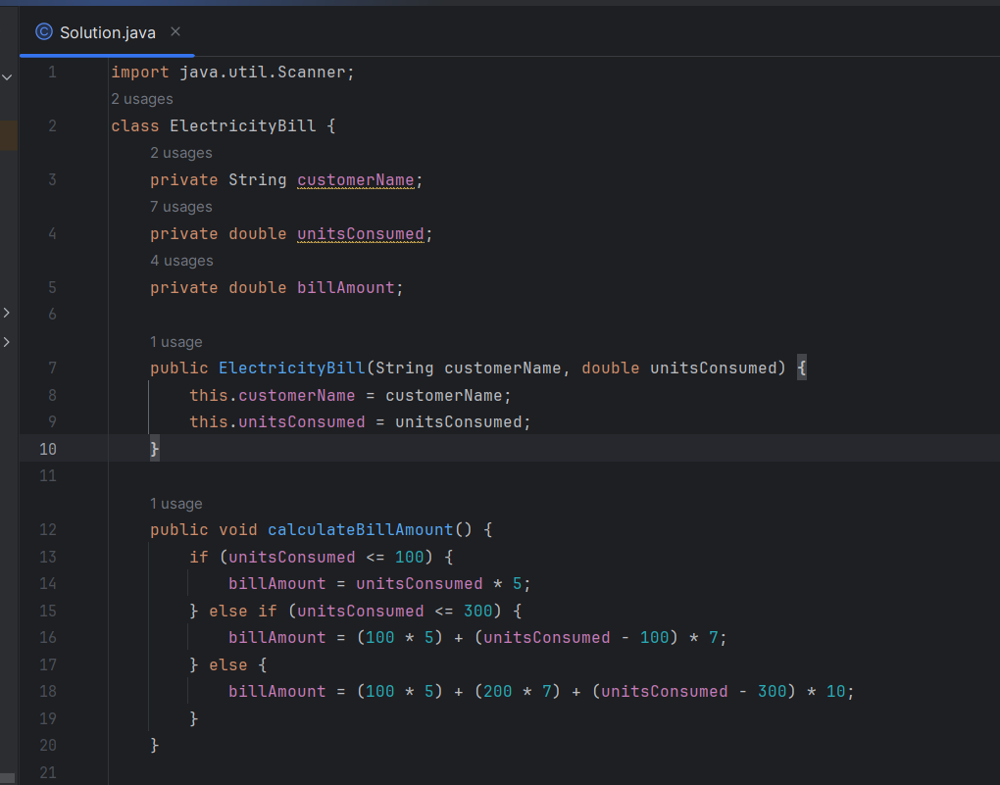 Solution.java
1 import java.util.Scanner;
2 usages
2 class ElectricityBill {
2 usages
3 private String customerName;
7 usages
4 private double unitsConsumed;
4 usages
5 private double billAmount;
6
1 usage
7 public ElectricityBill(String customerName, double unitsConsumed) {
8 this.customerName = customerName;
9 this.unitsConsumed = unitsConsumed;
10 }
11
1 usage
12 public void calculateBillAmount() {
13 if (unitsConsumed <= 100) {
14 billAmount = unitsConsumed * 5;
15 } else if (unitsConsumed <= 300) {
16 billAmount = (100 * 5) + (unitsConsumed - 100) * 7;
17 } else {
18 billAmount = (100 * 5) + (200 * 7) + (unitsConsumed - 300) * 10;
19 }
20 }
21